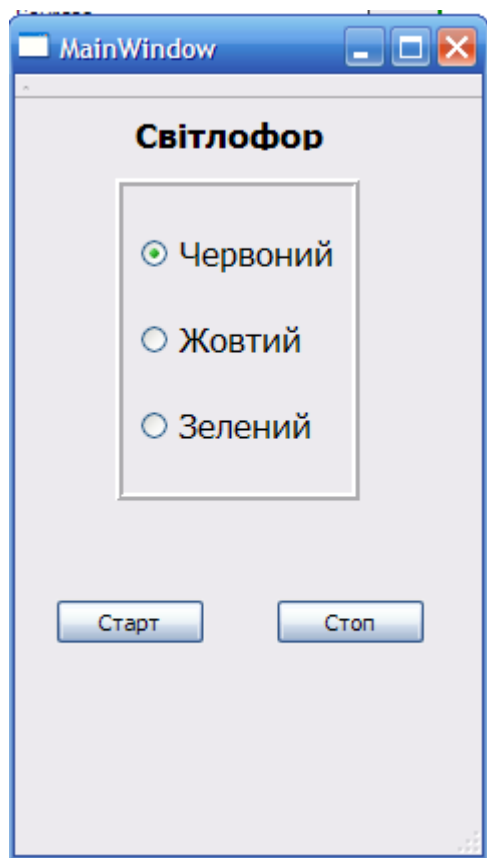 MainWindow
Світлофор
Червоний
Жовтий
Зелений
Старт
Стоп